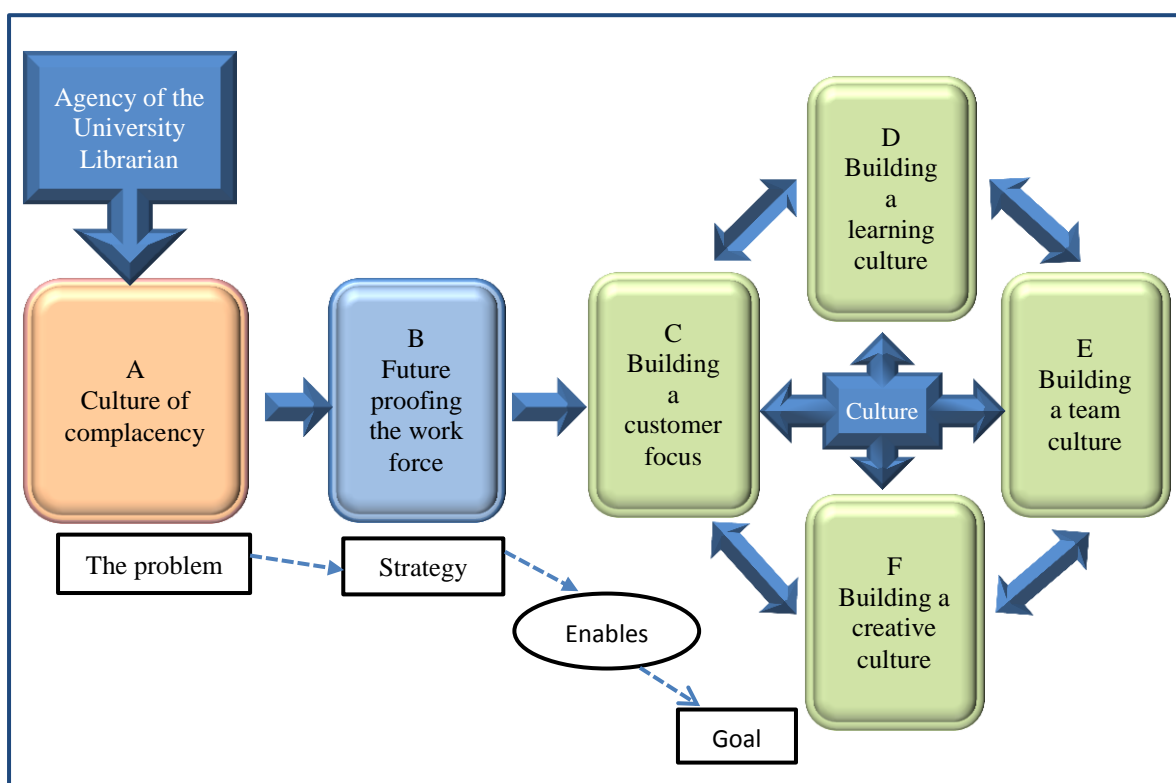 Agency of the
University
Librarian
A
Culture of
complacency
B
Future
proofing
the work
force
C
Building
a
customer
focus
D
Building
a
learning
culture
Culture
E
Building
a team
culture
F
Building a
creative
culture
The problem
Strategy
Enables
Goal